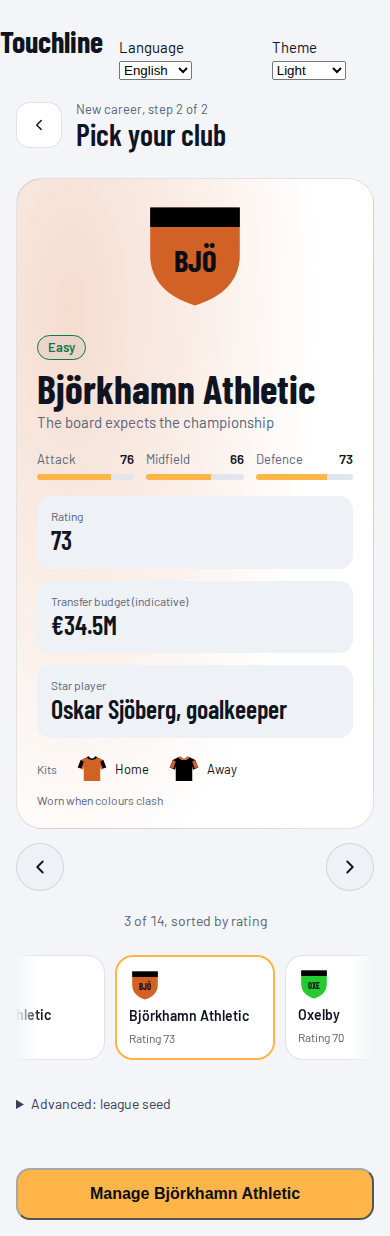 Touchline
Language
Theme
English
Light
New career, step 2 of 2
Pick your club
BJÖ
Easy
Björkhamn Athletic
The board expects the championship
Attack 76 Midfield 66 Defence 73
Rating
73
Transfer budget (indicative)
€34.5M
Star player
Oskar Sjöberg, goalkeeper
Kits Home Away
Worn when colours clash
3 of 14, sorted by rating
BJÖ
OXE
hletic
Björkhamn Athletic
Oxelby
Rating 73
Rating 70
Advanced: league seed
Manage Björkhamn Athletic